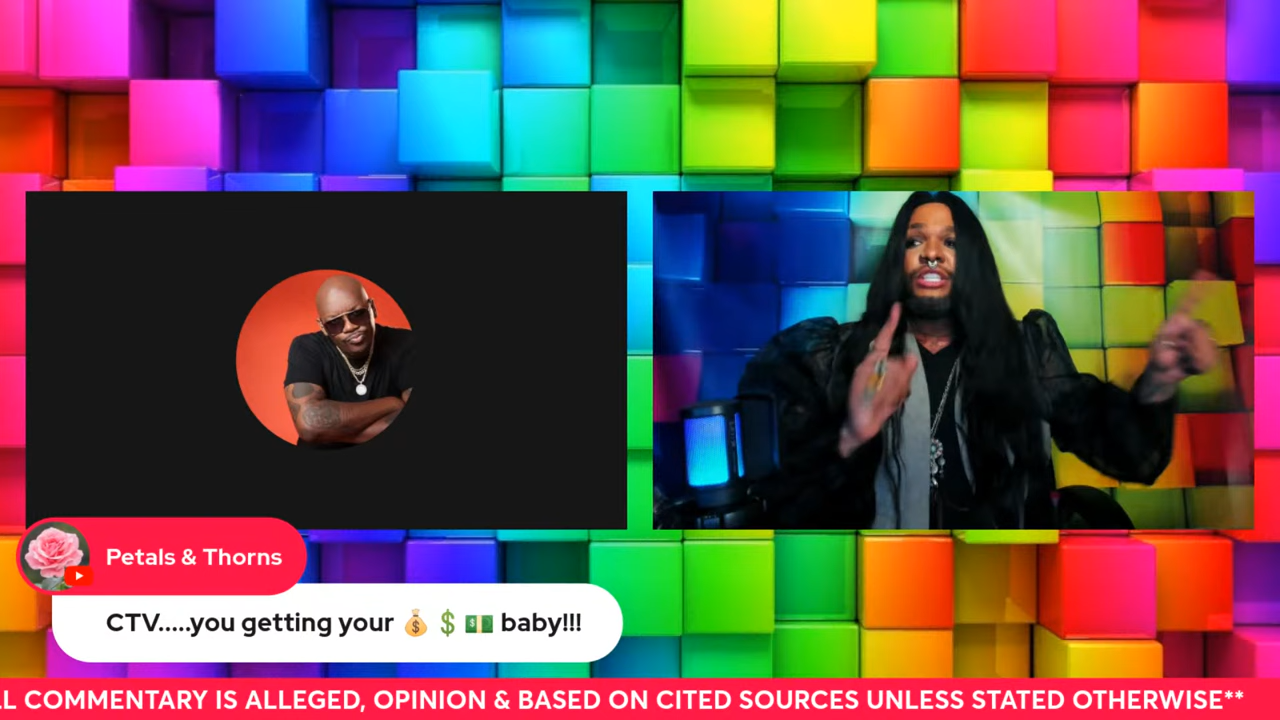 Petals & Thorns
CTV.....you getting your 💰 💲 💵 baby!!!
COMMENTARY IS ALLEGED, OPINION & BASED ON CITED SOURCES UNLESS STATED OTHERWISE**